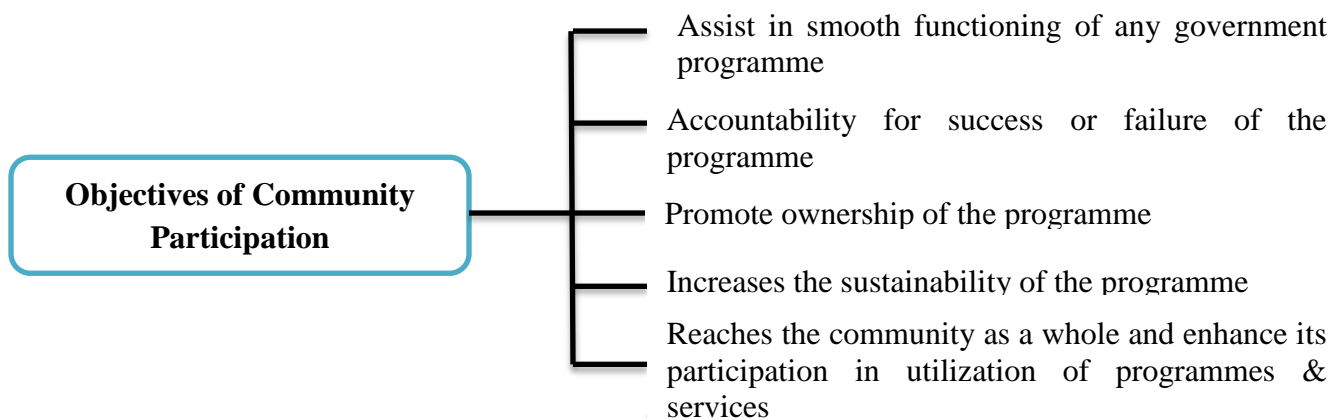 Objectives of Community
Participation
Assist in smooth functioning of any government
programme
Accountability for success or failure of the
programme
Promote ownership of the programme
Increases the sustainability of the programme
Reaches the community as a whole and enhance its
participation in utilization of programmes &
services